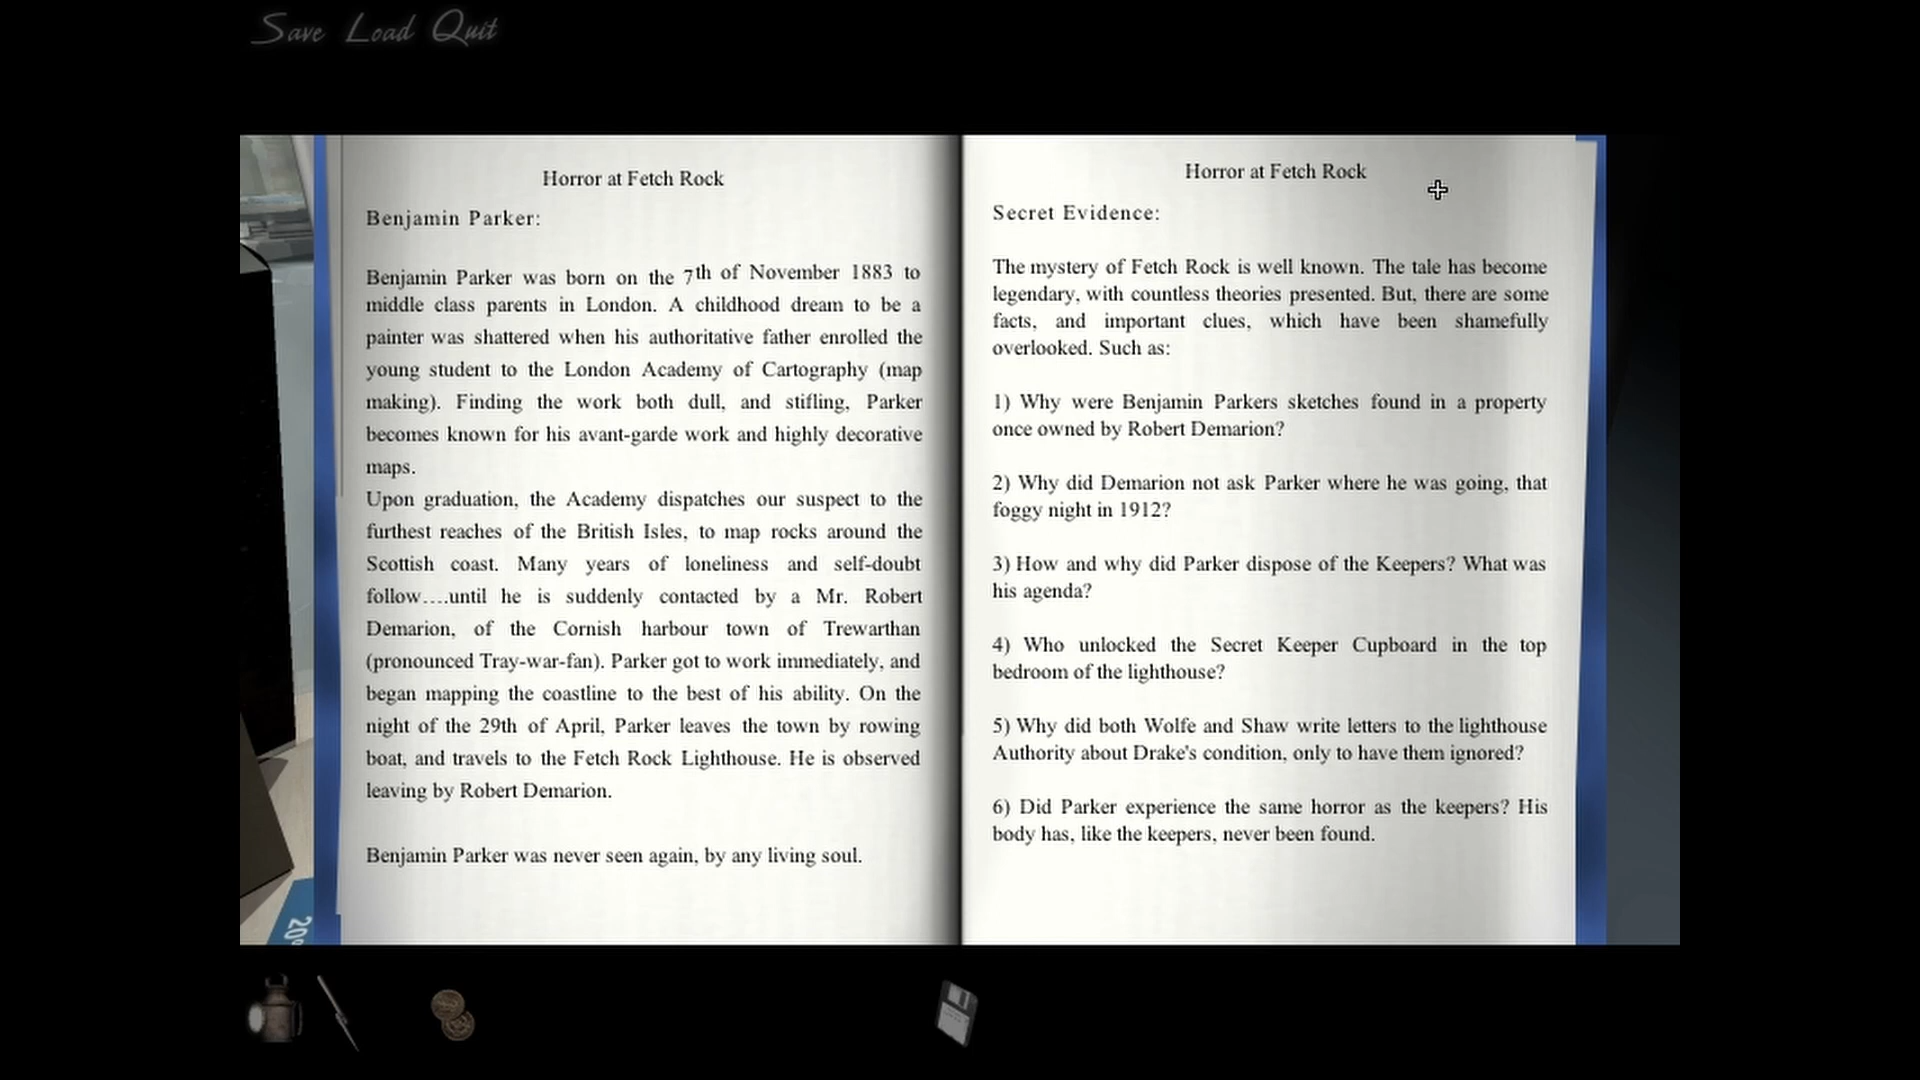 Save Load Quit
Horror at Fetch Rock
Benjamin Parker:
Benjamin Parker was born on the 7th of November 1883 to
middle class parents in London. A childhood dream to be a
painter was shattered when his authoritative father enrolled the
young student to the London Academy of Cartography (map
making). Finding the work both dull, and stifling, Parker
becomes known for his avant-garde work and highly decorative
maps.
Upon graduation, the Academy dispatches our suspect to the
furthest reaches of the British Isles, to map rocks around the
Scottish coast. Many years of loneliness and self-doubt
follow....until he is suddenly contacted by a Mr. Robert
Demarion, of the Cornish harbour town of Trewarthan
(pronounced Tray-war-fan). Parker got to work immediately, and
began mapping the coastline to the best of his ability. On the
night of the 29th of April, Parker leaves the town by rowing
boat, and travels to the Fetch Rock Lighthouse. He is observed
leaving by Robert Demarion.
Benjamin Parker was never seen again, by any living soul.
Horror at Fetch Rock
Secret Evidence:
The mystery of Fetch Rock is well known. The tale has become
legendary, with countless theories presented. But, there are some
facts, and important clues, which have been shamefully
overlooked. Such as:
1) Why were Benjamin Parkers sketches found in a property
once owned by Robert Demarion?
2) Why did Demarion not ask Parker where he was going, that
foggy night in 1912?
3) How and why did Parker dispose of the Keepers? What was
his agenda?
4) Who unlocked the Secret Keeper Cupboard in the top
bedroom of the lighthouse?
5) Why did both Wolfe and Shaw write letters to the lighthouse
Authority about Drake's condition, only to have them ignored?
6) Did Parker experience the same horror as the keepers? His
body has, like the keepers, never been found.